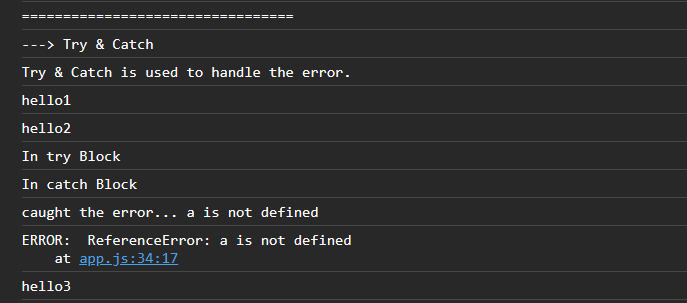 =================================
---> Try & Catch
Try & Catch is used to handle the error.
hello1
hello2
In try Block
In catch Block
caught the error... a is not defined
ERROR:  ReferenceError: a is not defined
    at app.js:34:17
hello3